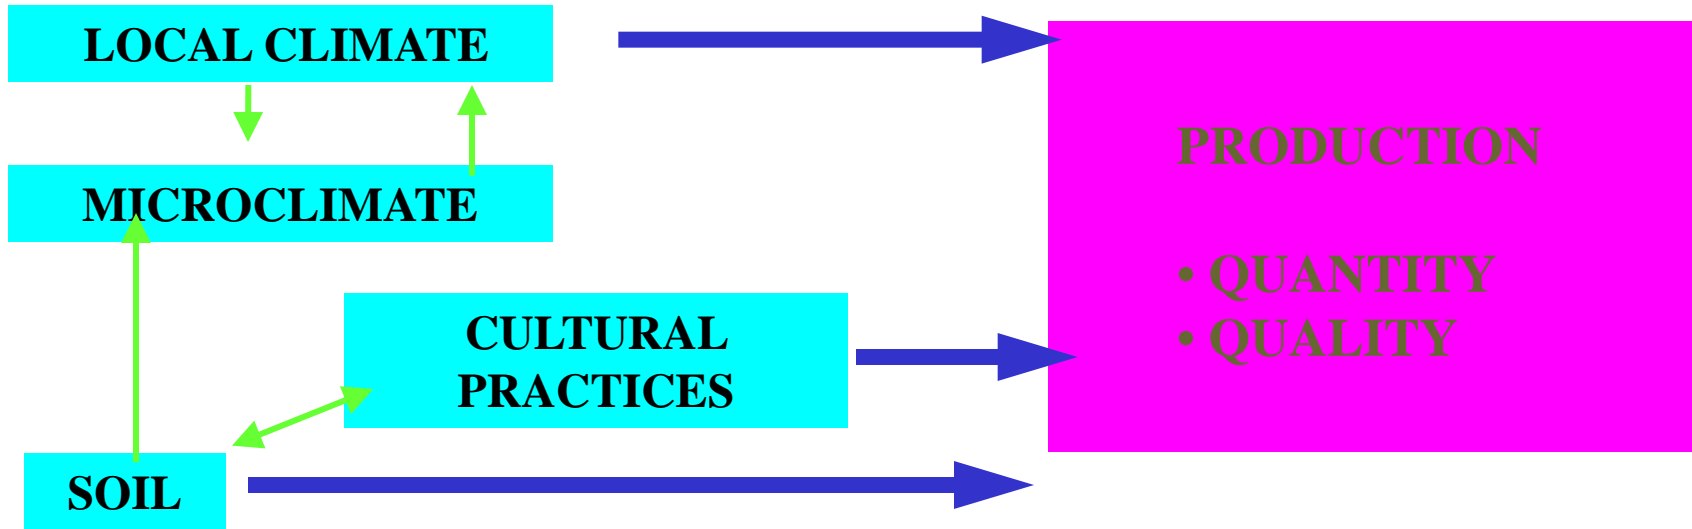 LOCAL CLIMATE
MICROCLIMATE
CULTURAL
PRACTICES
SOIL
PRODUCTION
• QUANTITY
• QUALITY